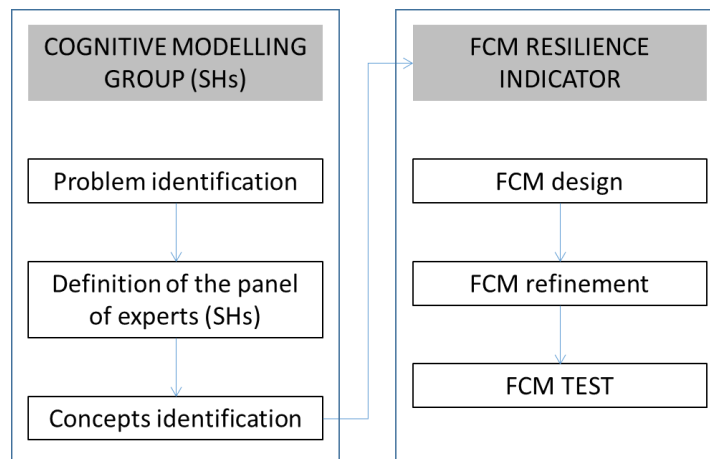 COGNITIVE MODELLING
GROUP (SHs)
Problem identification
Definition of the panel
of experts (SHs)
Concepts identification
FCM RESILIENCE
INDICATOR
FCM design
FCM refinement
FCM TEST